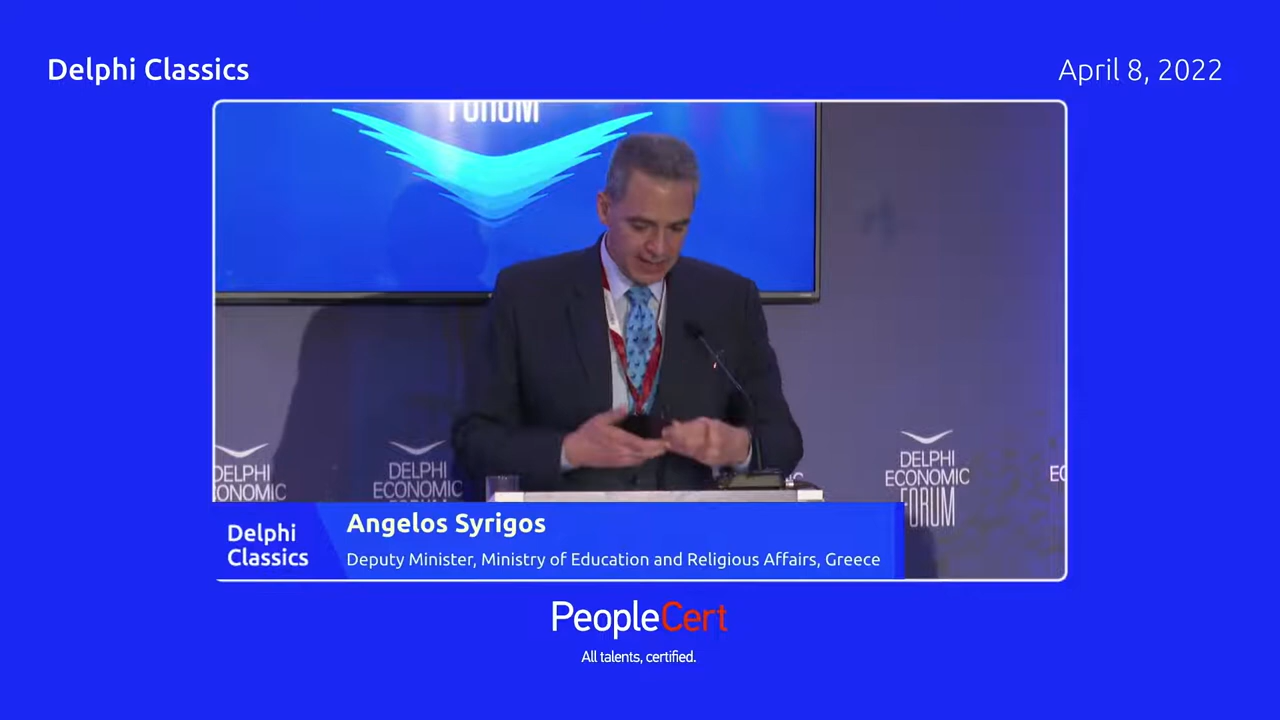 Delphi Classics
April 8, 2022
FORUM
DELPHI
ECONOMIC
DELPHI
ECONOMIC
FORUM
DELPHI
ECONOMIC
FORUM
Delphi
Classics
Angelos Syrigos
Deputy Minister, Ministry of Education and Religious Affairs, Greece
PeopleCert
All talents, certified.